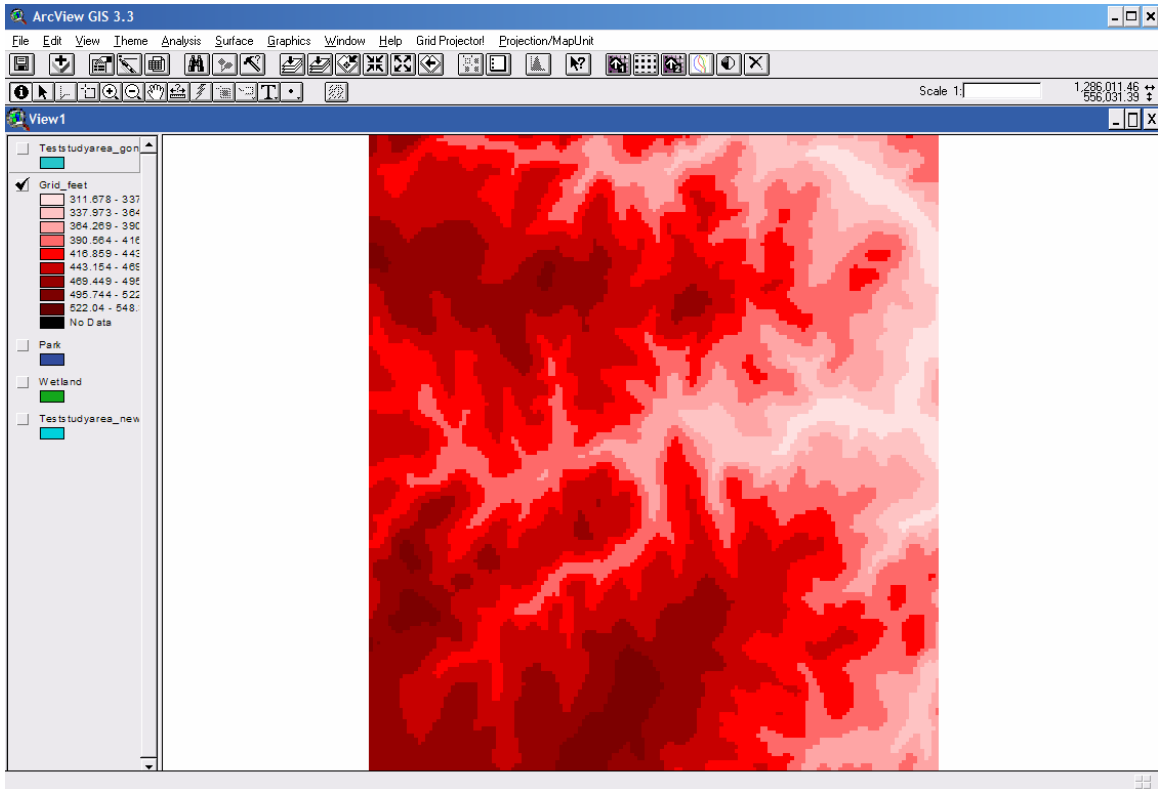 ArcView GIS 3.3
File Edit View Theme Analysis Surface Graphics Window Help Grid Projector! Projection/MapUnit
Scale 1:
1,286,011.46
556,031.39
View1
Teststudyarea_gon
Grid_feet
311.678 - 337
337.973 - 364
364.269 - 390
390.564 - 416
416.859 - 443
443.154 - 469
469.449 - 495
495.744 - 522
522.04 - 548.
No Data
Park
Wetland
Teststudyarea_new